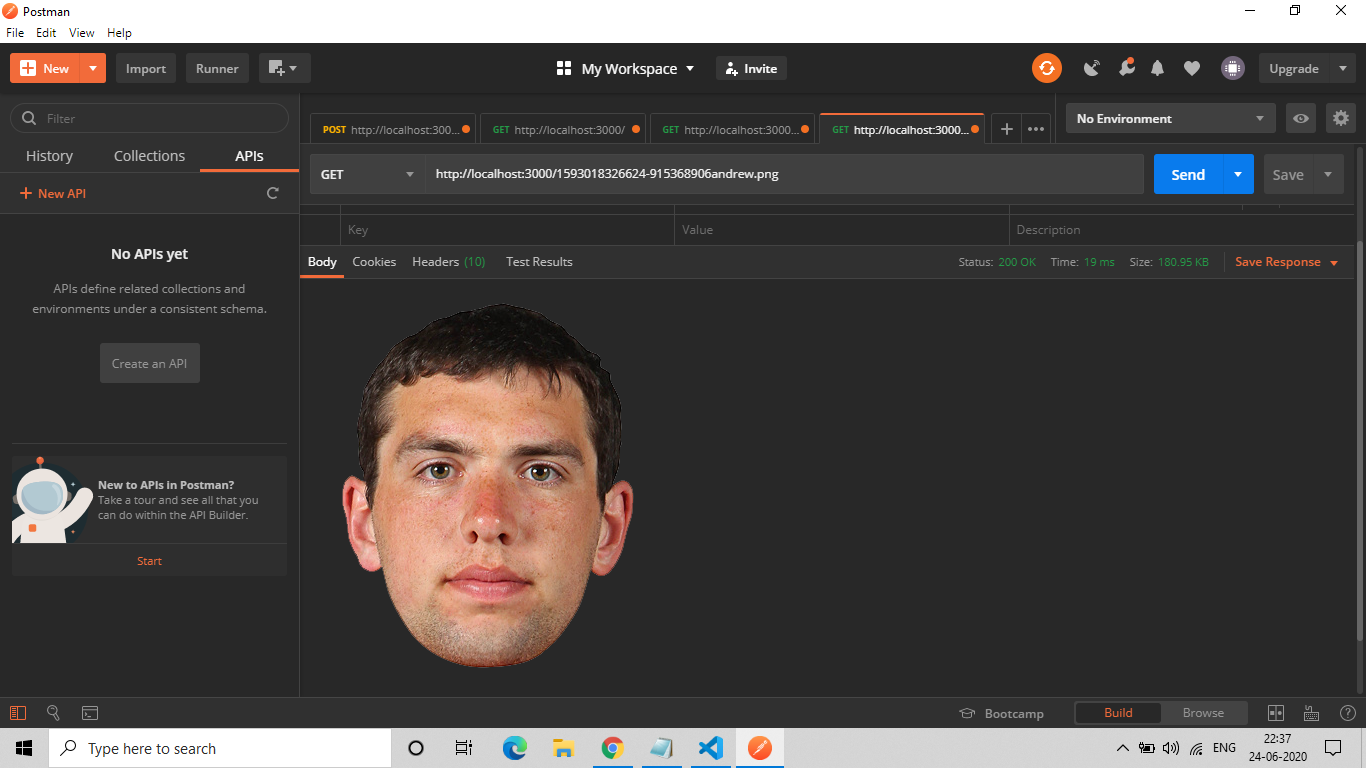 Postman
File Edit View Help
New
Import
Runner
My Workspace
Invite
Upgrade
Filter
History
Collections
APIs
New API
No APIs yet
APIs define related collections and
environments under a consistent schema.
Create an API
New to APIs in Postman?
Take a tour and see all that you
can do within the API Builder.
Start
POST http://localhost:300...
GET http://localhost:3000/
GET http://localhost:3000...
GET http://localhost:3000...
No Environment
GET
http://localhost:3000/1593018326624-915368906andrew.png
Send
Save
Key
Value
Description
Body
Cookies
Headers (10)
Test Results
Status: 200 OK
Time: 19 ms
Size: 180.95 KB
Save Response
Bootcamp
Build
Browse
Type here to search
ENG
22:37
24-06-2020